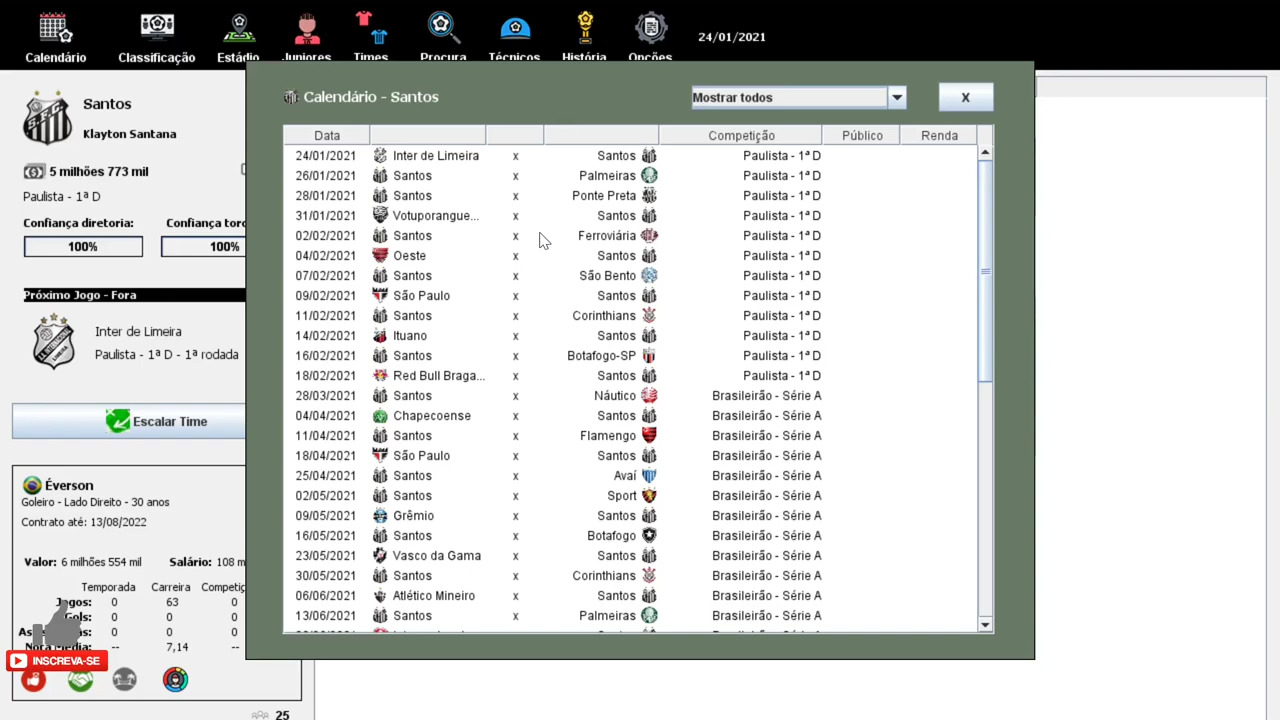 Calendário Classificação Estádio Juniores Times Procura Técnicos História Opções 24/01/2021
Santos
Klayton Santana
5 milhões 773 mil
Paulista - 1ª D
Confiança diretoria: Confiança torc
100% 100%
Próximo Jogo - Fora
Inter de Limeira
Paulista - 1ª D - 1ª rodada
Escalar Time
Éverson
Goleiro - Lado Direito - 30 anos
Contrato até: 13/08/2022
Valor: 6 milhões 554 mil Salário: 108 m
Temporada Carreira Competiç
Jogos: 0 63 0
Gols: 0 0 0
0 0 0
Média: -- 7,14 --
INSCREVA-SE
25
Calendário - Santos Mostrar todos X
Data Competição Público Renda
24/01/2021 Inter de Limeira x Santos Paulista - 1ª D
26/01/2021 Santos x Palmeiras Paulista - 1ª D
28/01/2021 Santos x Ponte Preta Paulista - 1ª D
31/01/2021 Votuporangue... x Santos Paulista - 1ª D
02/02/2021 Santos x Ferroviária Paulista - 1ª D
04/02/2021 Oeste x Santos Paulista - 1ª D
07/02/2021 Santos x São Bento Paulista - 1ª D
09/02/2021 São Paulo x Santos Paulista - 1ª D
11/02/2021 Santos x Corinthians Paulista - 1ª D
14/02/2021 Ituano x Santos Paulista - 1ª D
16/02/2021 Santos x Botafogo-SP Paulista - 1ª D
18/02/2021 Red Bull Braga... x Santos Paulista - 1ª D
28/03/2021 Santos x Náutico Brasileirão - Série A
04/04/2021 Chapecoense x Santos Brasileirão - Série A
11/04/2021 Santos x Flamengo Brasileirão - Série A
18/04/2021 São Paulo x Santos Brasileirão - Série A
25/04/2021 Santos x Avaí Brasileirão - Série A
02/05/2021 Santos x Sport Brasileirão - Série A
09/05/2021 Grêmio x Santos Brasileirão - Série A
16/05/2021 Santos x Botafogo Brasileirão - Série A
23/05/2021 Vasco da Gama x Santos Brasileirão - Série A
30/05/2021 Santos x Corinthians Brasileirão - Série A
06/06/2021 Atlético Mineiro x Santos Brasileirão - Série A
13/06/2021 Santos x Palmeiras Brasileirão - Série A